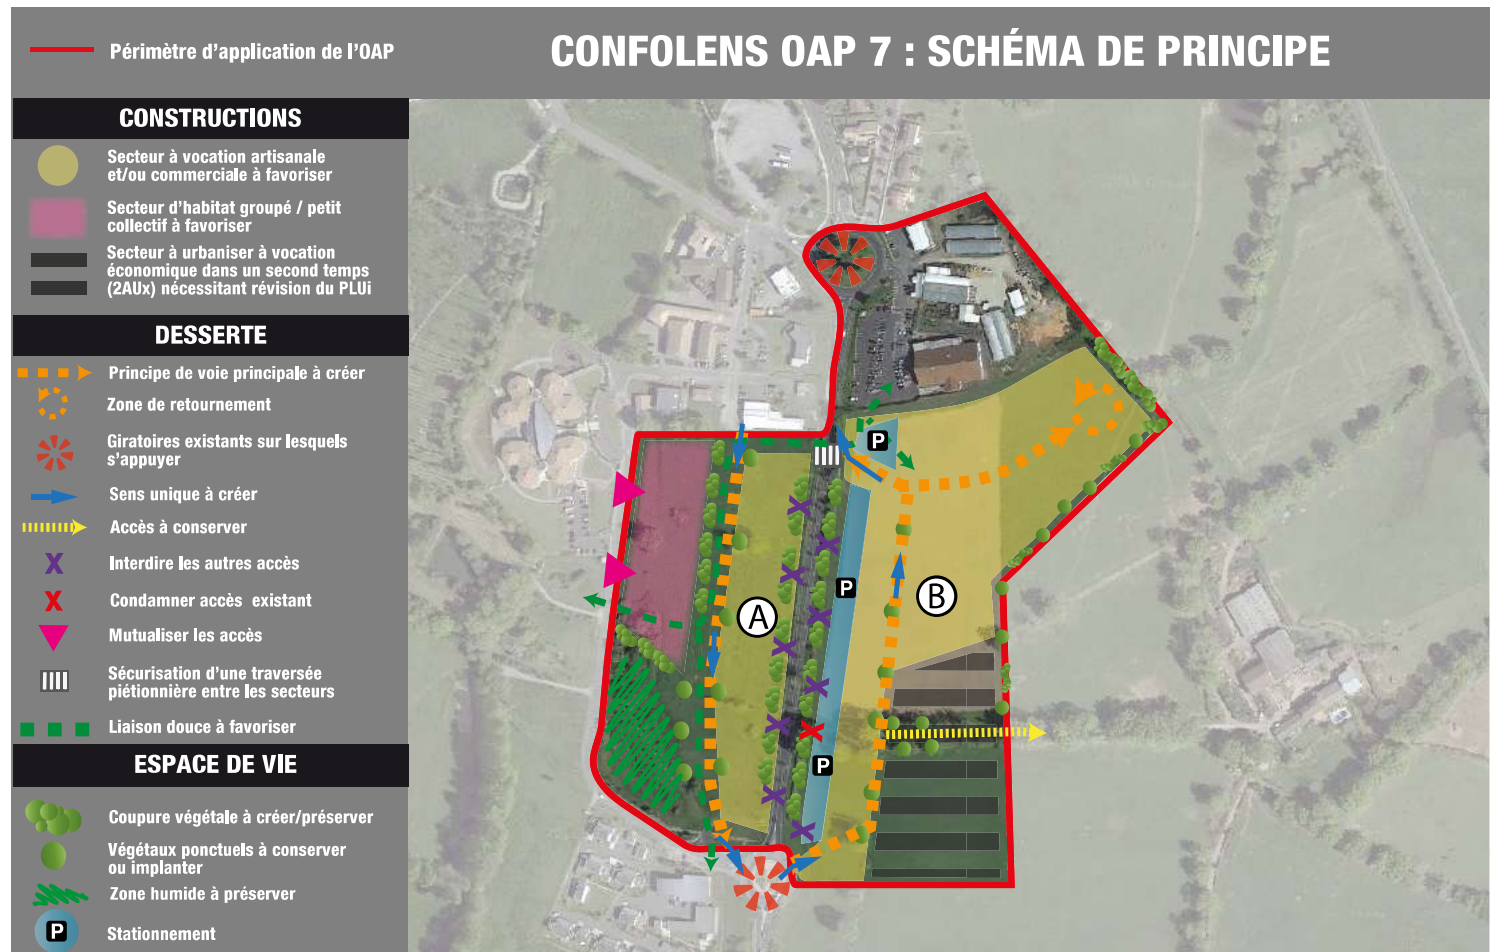 Périmètre d'application de l'OAP
CONFOLENS OAP 7 : SCHÉMA DE PRINCIPE
CONSTRUCTIONS
Secteur à vocation artisanale
et/ou commerciale à favoriser
Secteur d'habitat groupé / petit
collectif à favoriser
Secteur à urbaniser à vocation
économique dans un second temps
(2AUx) nécessitant révision du PLUi
DESSERTE
Principe de voie principale à créer
Zone de retournement
Giratoires existants sur lesquels
s'appuyer
Sens unique à créer
Accès à conserver
X Interdire les autres accès
X Condamner accès existant
Mutualiser les accès
Sécurisation d'une traversée
piétionnière entre les secteurs
Liaison douce à favoriser
ESPACE DE VIE
Coupure végétale à créer/préserver
Végétaux ponctuels à conserver
ou implanter
Zone humide à préserver
P Stationnement
P
P
B
A
P